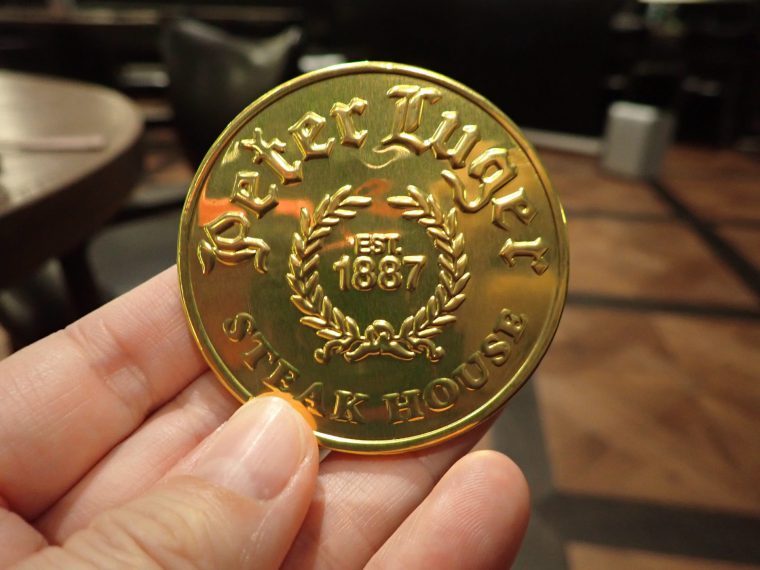 Peter Luger
EST.
1887
STEAK HOUSE